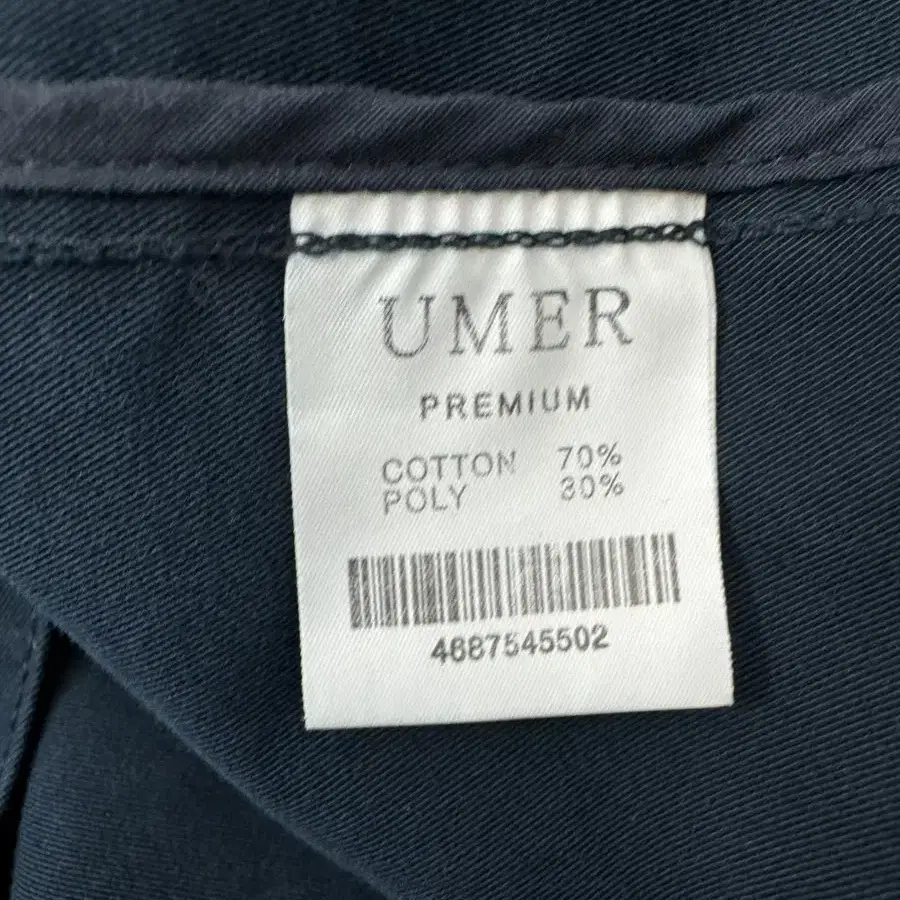 UMER
PREMIUM
COTTON 70%
POLY 30%
4687545502